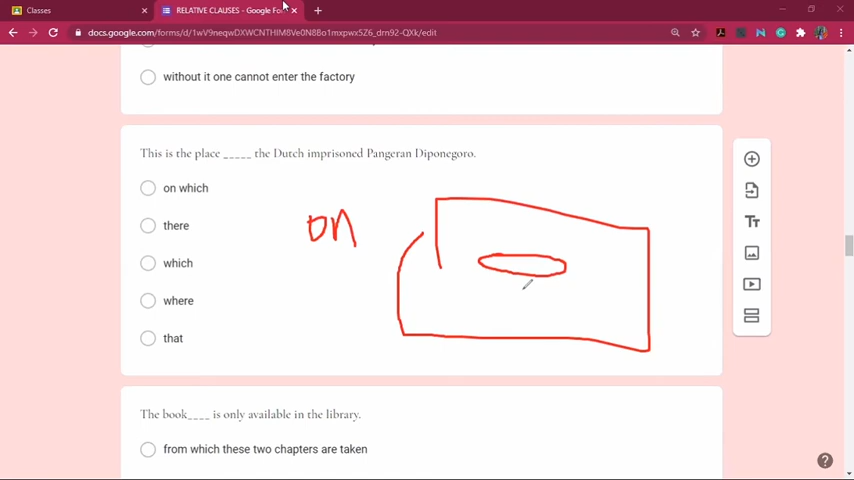 Classes
RELATIVE CLAUSES - Google For
docs.google.com/forms/d/1wV9neqwDXWCNTHIM8Ve0N8Bo1mxpwx5Z6Y_drn92-QXk/edit
without it one cannot enter the factory
This is the place _____ the Dutch imprisoned Pangeran Diponegoro.
on which
there
which
where
that
on
The book____ is only available in the library.
from which these two chapters are taken